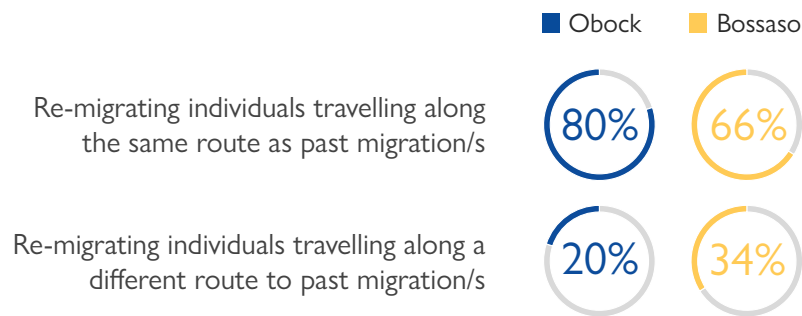 Obock Bossaso
Re-migrating individuals travelling along
the same route as past migration/s
80% 66%
Re-migrating individuals travelling along a
different route to past migration/s
20% 34%